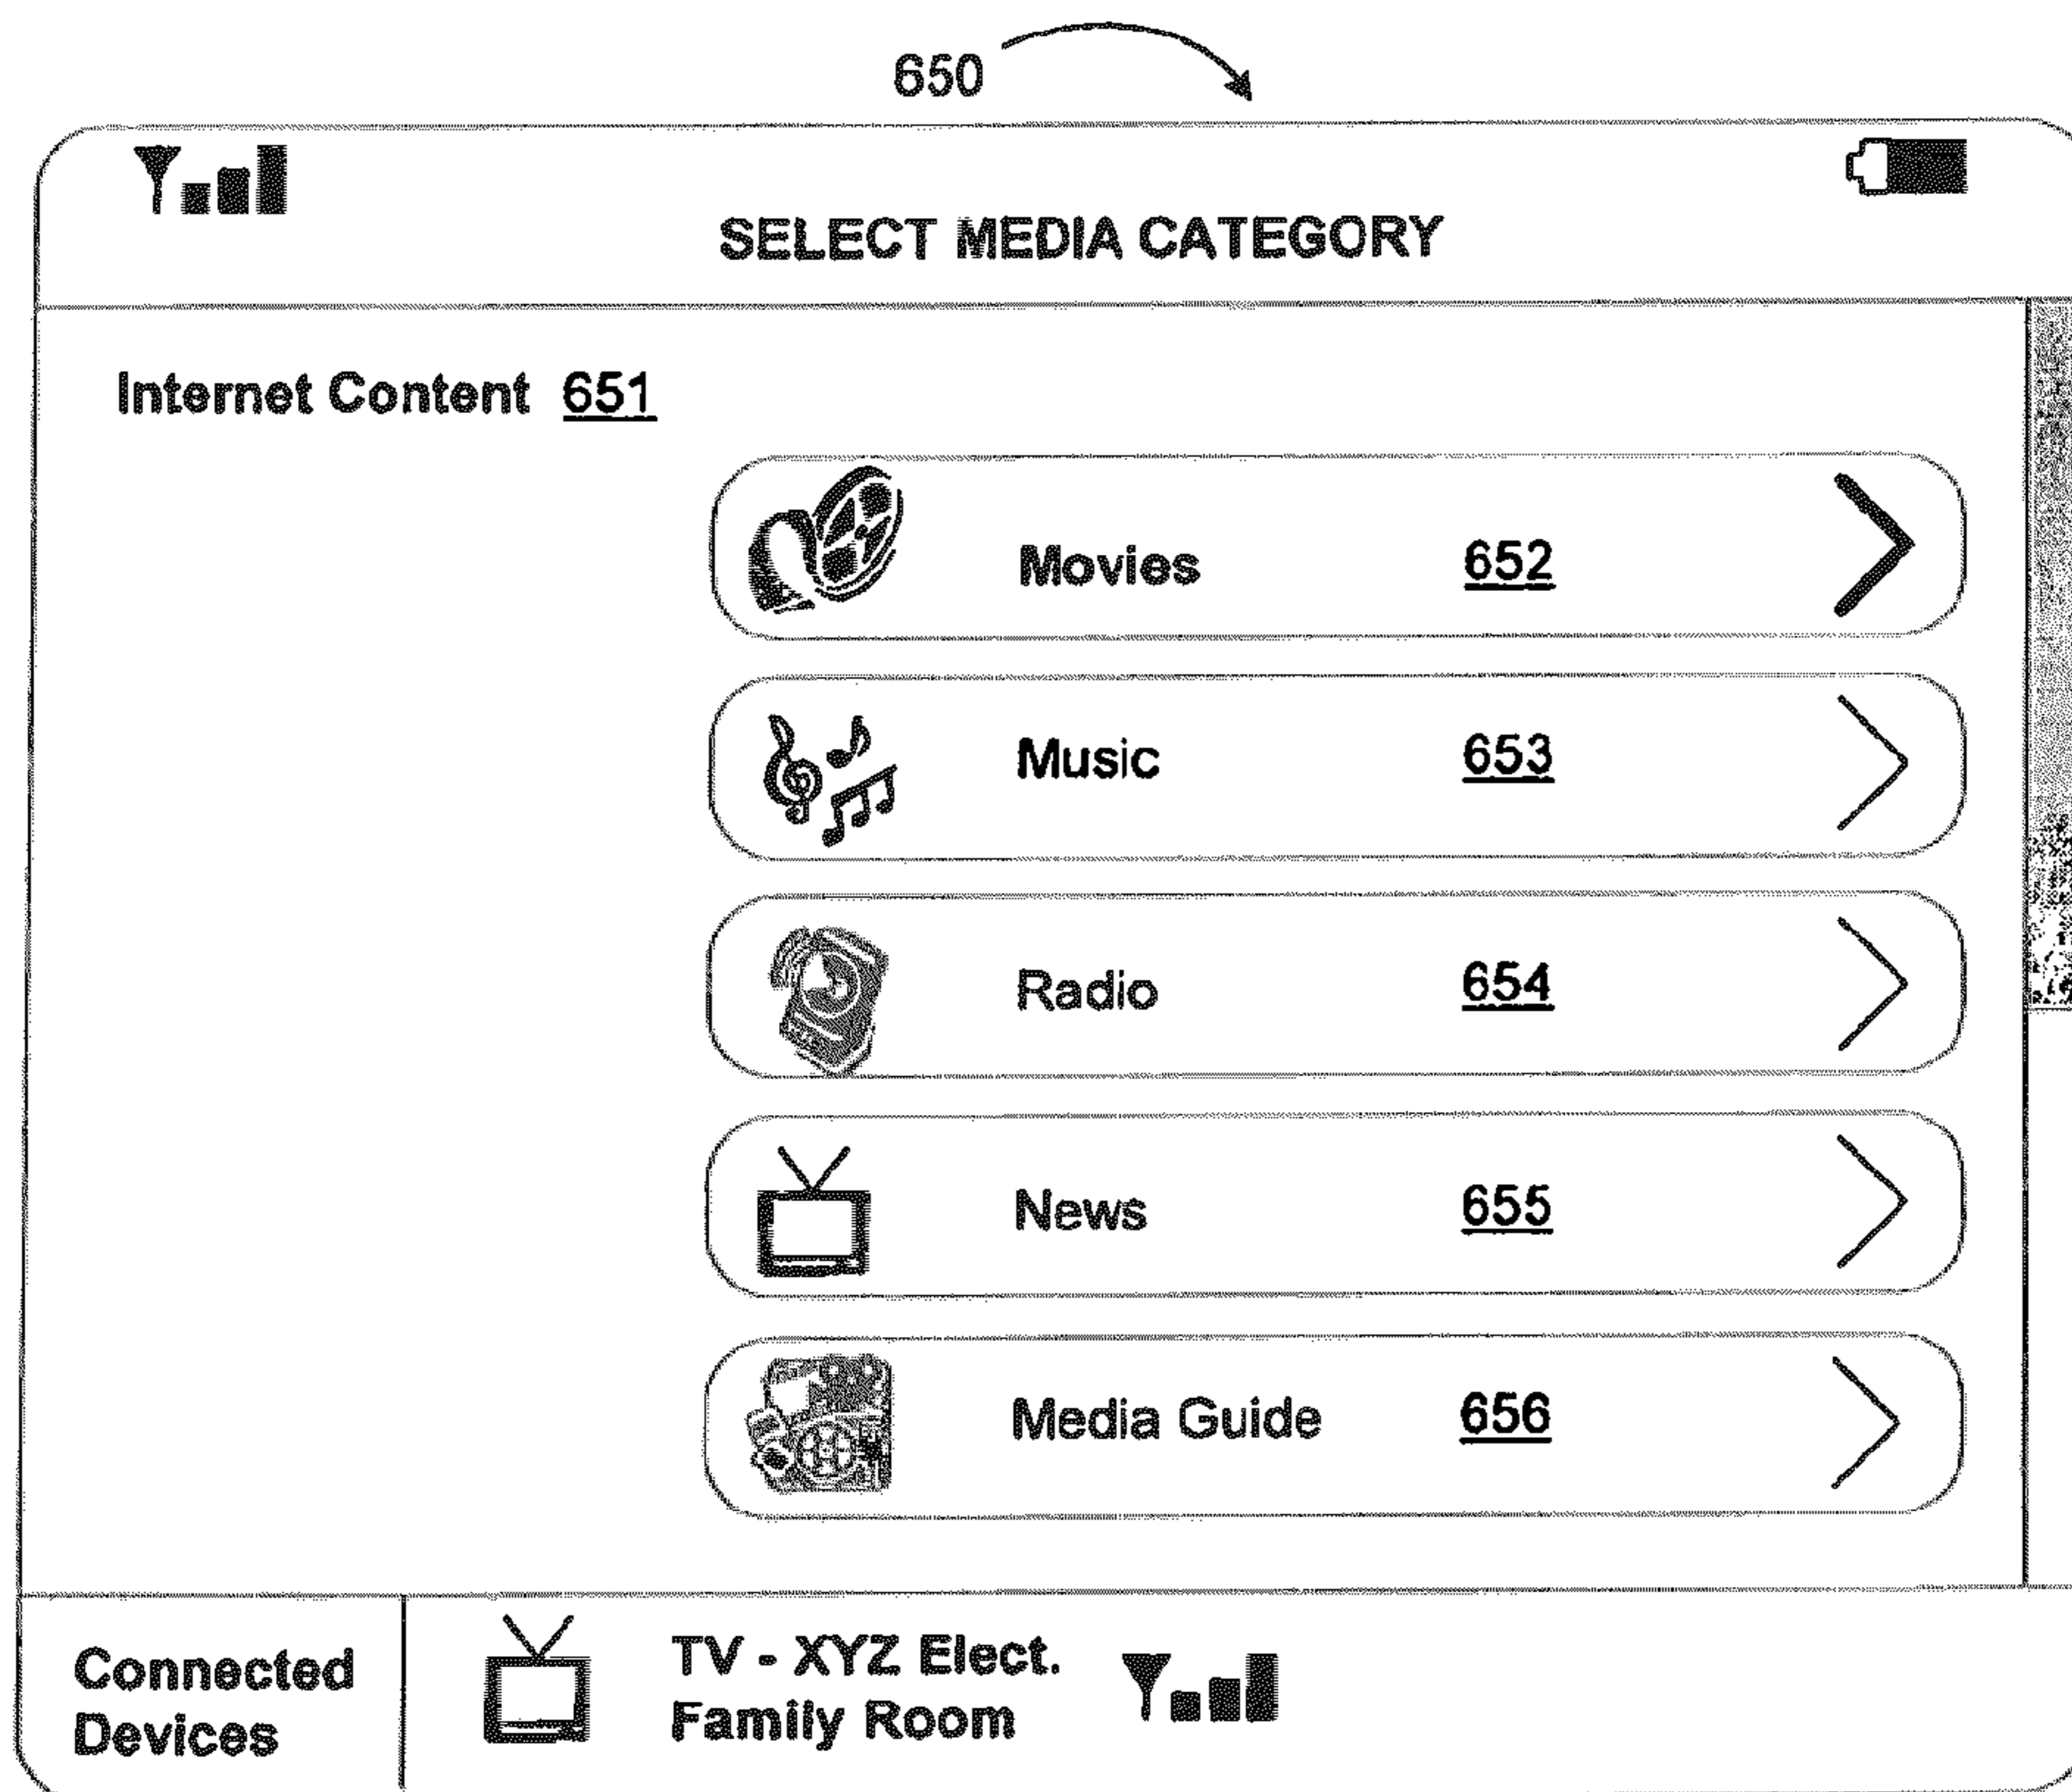 650
SELECT MEDIA CATEGORY
Internet Content 651
Movies 652
Music 653
Radio 654
News 655
Media Guide 656
Connected
Devices
TV - XYZ Elect.
Family Room